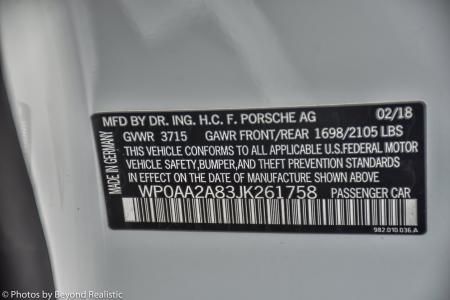 MFD BY DR. ING. H.C. F. PORSCHE AG 02/18
GVWR 3715 GAWR FRONT/REAR 1698/2105 LBS
THIS VEHICLE CONFORMS TO ALL APPLICABLE U.S.FEDERAL MOTOR
VEHICLE SAFETY,BUMPER,AND THEFT PREVENTION STANDARDS
IN EFFECT ON THE DATE OF MANUFACTURE SHOWN ABOVE.
WP0AA2A83JK261758 PASSENGER CAR
982.010.036.A
MADE IN GERMANY
©Photos by Beyond Realistic